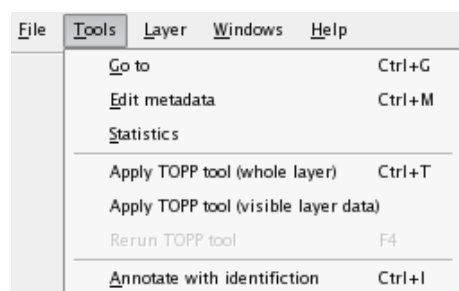 File Tools Layer Windows Help
Go to Ctrl+G
Edit metadata Ctrl+M
Statistics
Apply TOPP tool (whole layer) Ctrl+T
Apply TOPP tool (visible layer data)
Rerun TOPP tool F4
Annotate with identifiction Ctrl+I